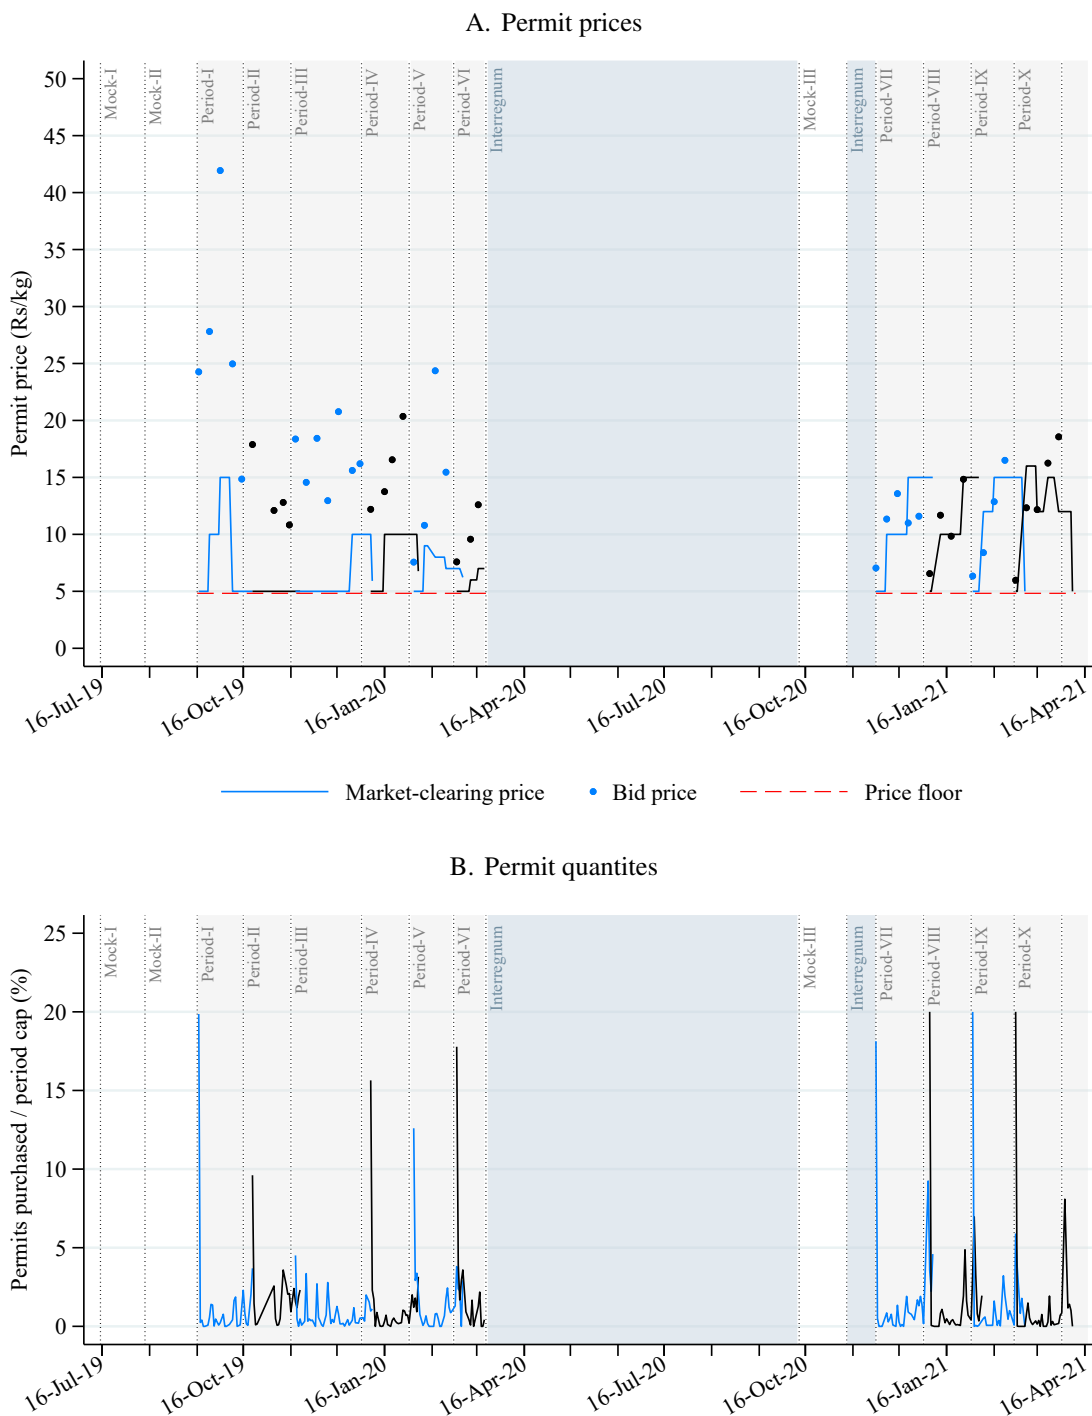 A. Permit prices
Permit price (Rs/kg)
50
45
40
35
30
25
20
15
10
5
0
Mock-I
Mock-II
Period-I
Period-II
Period-III
Period-IV
Period-V
Period-VI
Interregnum
Mock-III
Interregnum
Period-VII
Period-VIII
Period-IX
Period-X
16-Jul-19
16-Oct-19
16-Jan-20
16-Apr-20
16-Jul-20
16-Oct-20
16-Jan-21
16-Apr-21
Market-clearing price
Bid price
Price floor
B. Permit quantites
Permits purchased / period cap (%)
25
20
15
10
5
0
Mock-I
Mock-II
Period-I
Period-II
Period-III
Period-IV
Period-V
Period-VI
Interregnum
Mock-III
Interregnum
Period-VII
Period-VIII
Period-IX
Period-X
16-Jul-19
16-Oct-19
16-Jan-20
16-Apr-20
16-Jul-20
16-Oct-20
16-Jan-21
16-Apr-21